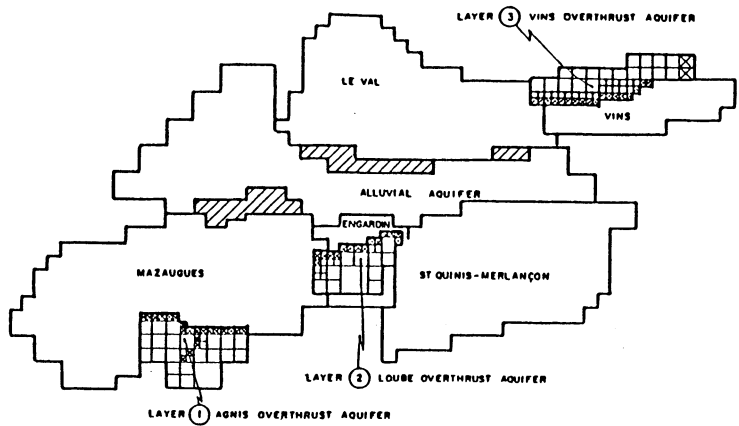 LAYER 3 VINS OVERTHRUST AQUIFER
LE VAL
VINS
ALLUVIAL AQUIFER
ENGARDIN
MAZAUGUES
ST QUINIS-MERLANÇON
LAYER 2 LOUBE OVERTHRUST AQUIFER
LAYER 1 AGNIS OVERTHRUST AQUIFER